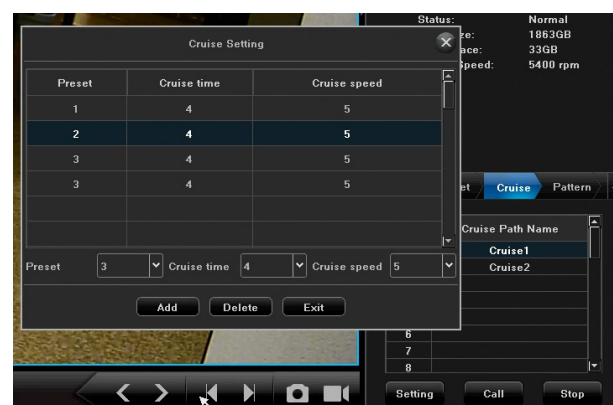 Status: Normal
ze: 1863GB
Cruise Setting
ace: 33GB
Speed: 5400 rpm
Preset Cruise time Cruise speed
1 4 5
2 4 5
3 4 5
3 4 5
et Cruise Pattern
Cruise Path Name
Cruise1
Cruise2
Preset 3 Cruise time 4 Cruise speed 5
Add Delete Exit
6
7
8
Setting Call Stop